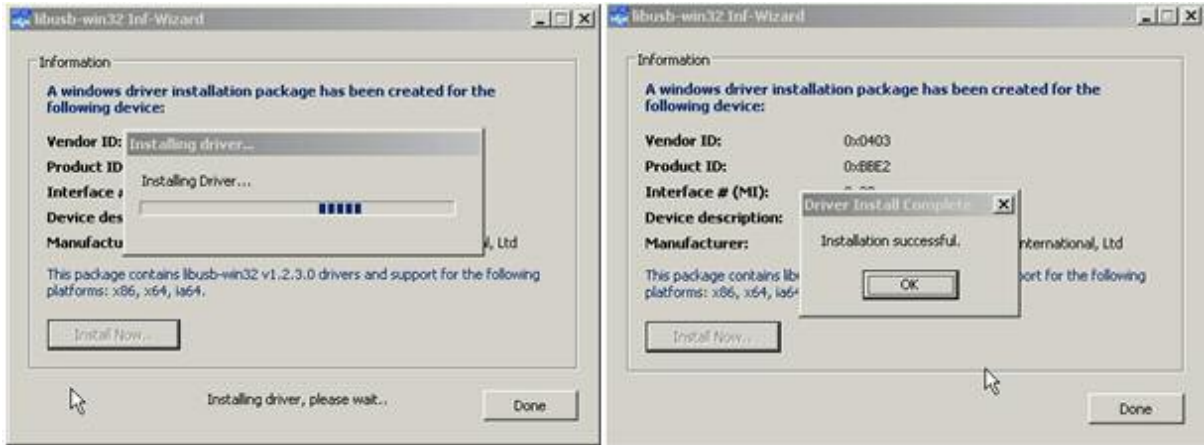 libusb-win32 Inf-Wizard
Information
A windows driver installation package has been created for the
following device:
Vendor ID:
Product ID
Interface
Device des
Manufactu
l, Ltd
Installing driver...
Installing Driver...
This package contains libusb-win32 v1.2.3.0 drivers and support for the following
platforms: x86, x64, ia64.
Install Now..
Installing driver, please wait..
Done
libusb-win32 Inf-Wizard
Information
A windows driver installation package has been created for the
following device:
Vendor ID: 0x0403
Product ID: 0xBBE2
Interface # (MI):
Device description:
Manufacturer: nternational, Ltd
Driver Install Complete
Installation successful.
OK
This package contains lib port for the following
platforms: x86, x64, ia64
Install Now..
Done